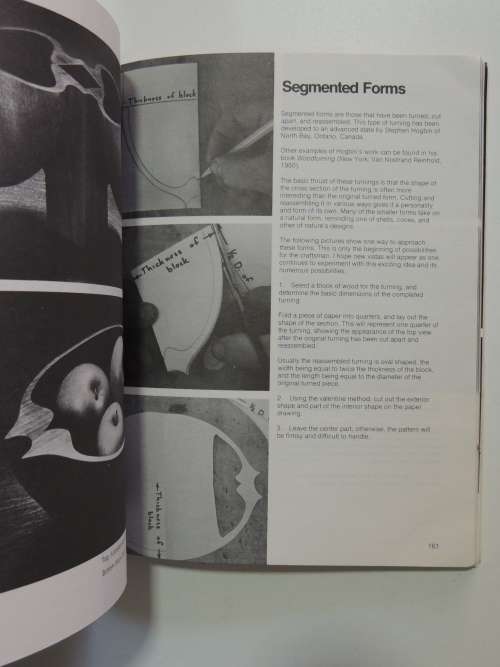 Segmented Forms
Segmented forms are those that have been turned, cut
apart, and reassembled. This type of turning has been
developed to an advanced state by Stephen Hogbin of
North Bay, Ontario, Canada.
Other examples of Hogbin's work can be found in his
book Woodturning (New York: Van Nostrand Reinhold,
1980).
The basic thrust of these turnings is that the shape of
the cross section of the turning is often more
interesting than the original turned form. Cutting and
reassembling it in various ways gives it a personality
and form of its own. Many of the smaller forms take on
a natural form, reminding one of shells, cones, and
other of nature's designs.
The following pictures show one way to approach
these forms. This is only the beginning of possibilities
for the craftsman. I hope new vistas will appear as one
continues to experiment with this exciting idea and its
numerous possibilities.
1. Select a block of wood for the turning, and
determine the basic dimensions of the completed
turning.
Fold a piece of paper into quarters, and lay out the
shape of the section. This will represent one quarter of
the turning, showing the appearance of the top view
after the original turning has been cut apart and
reassembled.
Usually the reassembled turning is oval shaped, the
width being equal to twice the thickness of the block,
and the length being equal to the diameter of the
original turned piece.
2. Using the valentine method, cut out the exterior
shape and part of the interior shape on the paper
drawing.
3. Leave the center part; otherwise, the pattern will
be flimsy and difficult to handle.
163
Thickness of block
Thickness of
block
½ D. of
Thickness of
block
½ D.
Top